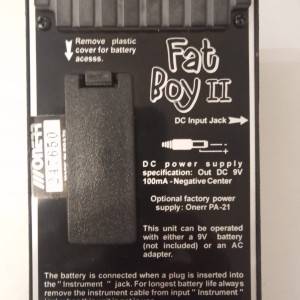 Remove plastic
cover for battery
acesss.
Fat
Boy II
DC Input Jack
DC power supply
specification: Out DC 9V
100mA - Negative Center
Optional factory power
supply: Onerr PA-21
This unit can be operated
with either a 9V battery
(not included) or an AC
adapter.
The battery is connected when a plug is inserted into
the "Instrument" jack. For longest battery life always
remove the instrument cable from input "Instrument"